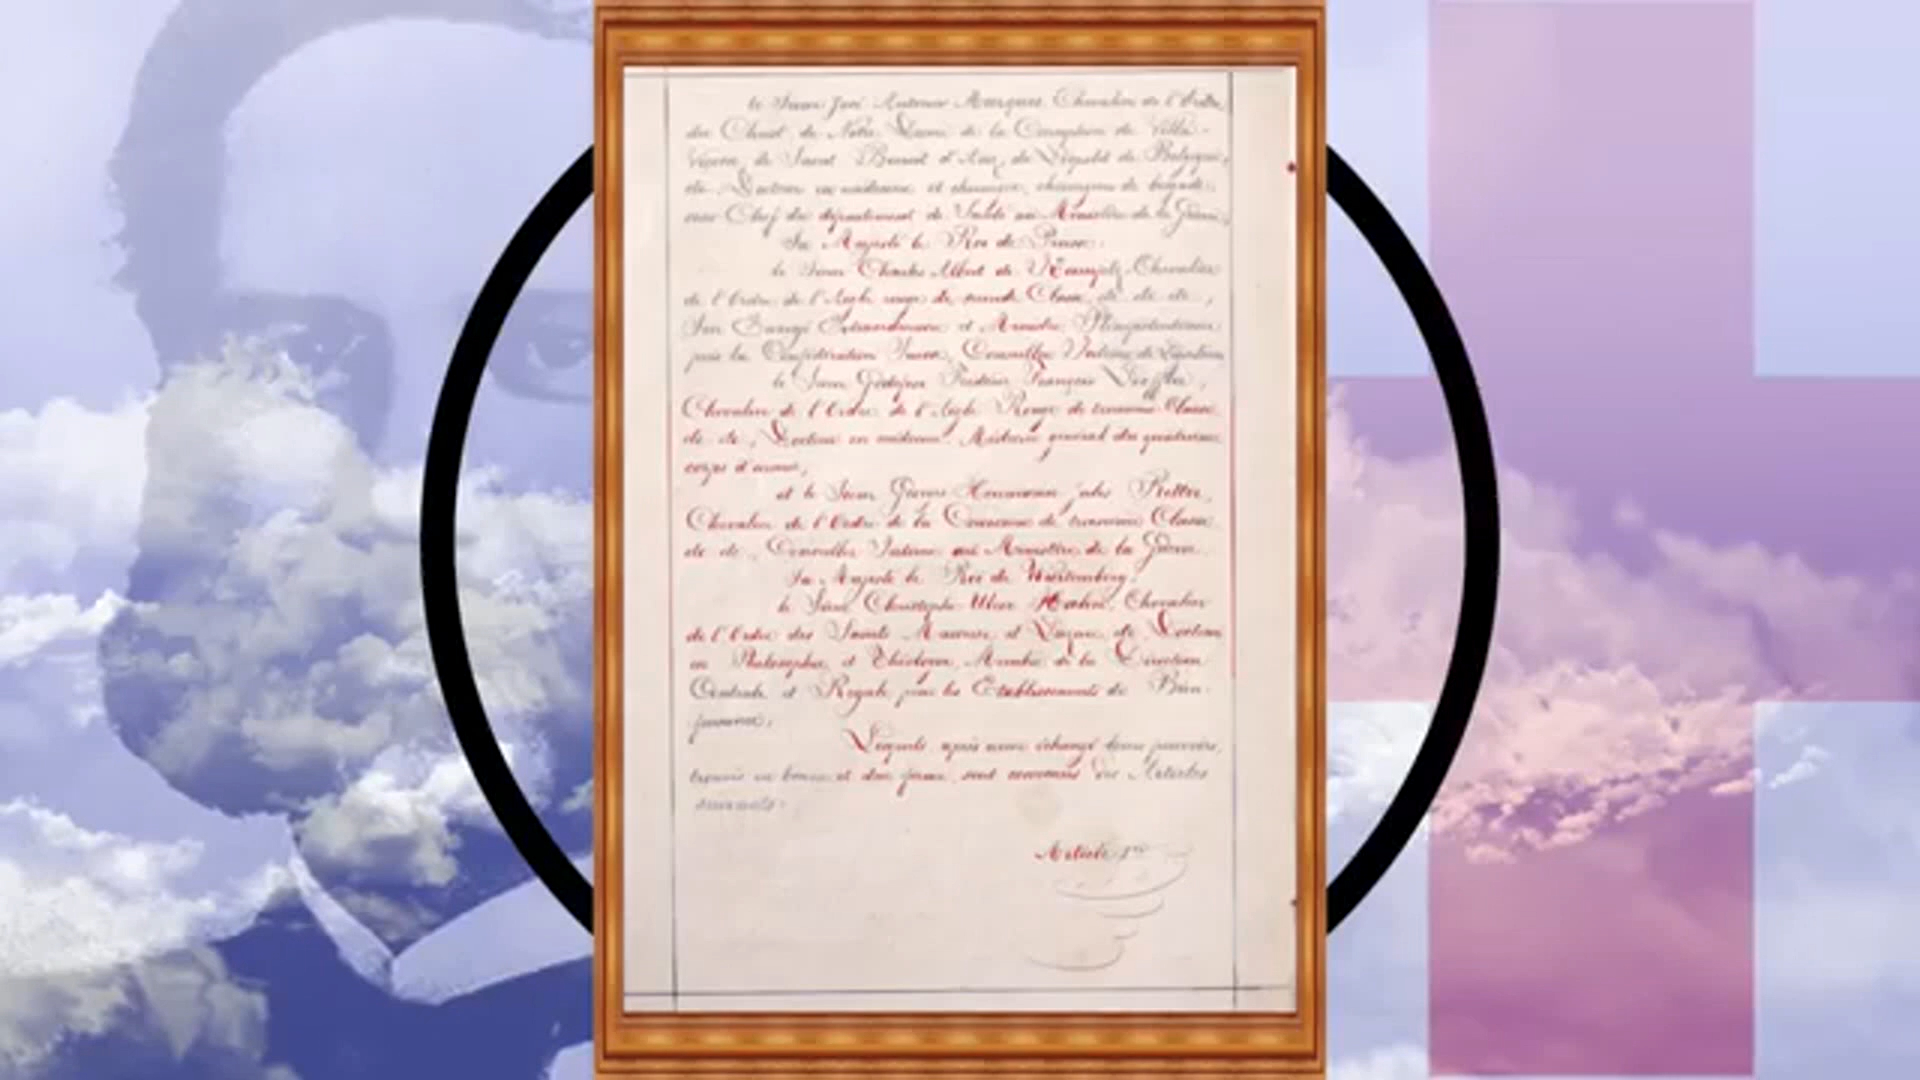 le Sieur José Antonio Marques, Chevalier de l'Ordre
du Christ, de Notre Dame de la Conception de Villa-
Viçosa, de Saint Benoit d'Aviz, de Léopold de Belgique,
etc. Docteur en médecine et chirurgie, chirurgien de brigade,
sous Chef du département de Santé au Ministère de la Guerre,
Sa Majesté le Roi de Prusse,
le Sieur Charles Albert de Kamptz, Chevalier
de l'Ordre de l'Aigle rouge de seconde Classe, etc. etc. etc.,
Son Envoyé Extraordinaire et Ministre Plénipotentiaire
près la Confédération Suisse, Conseiller Intime de Légation
le Sieur Godefroi Frédéric François Loeffler,
Chevalier de l'Ordre de l'Aigle Rouge de troisième Classe
etc. etc., Docteur en médecine, Médecin général du quatrième
corps d'armée,
et le Sieur Georges Hermann Jules Ritter,
Chevalier de l'Ordre de la Couronne de troisième Classe
etc. etc., Conseiller Intime au Ministère de la Guerre.
Sa Majesté le Roi de Würtemberg,
le Sieur Christophe Ulric Hahn, Chevalier
de l'Ordre des Saints Maurice et Lazare, etc. Docteur
en Philosophie et Théologie, Membre de la Direction
Centrale et Royale pour les Etablissements de Bien-
faisance,
Lesquels, après avoir échangé leurs pouvoirs,
trouvés en bonne et due forme, sont convenus des Articles
suivants:
Article 1er